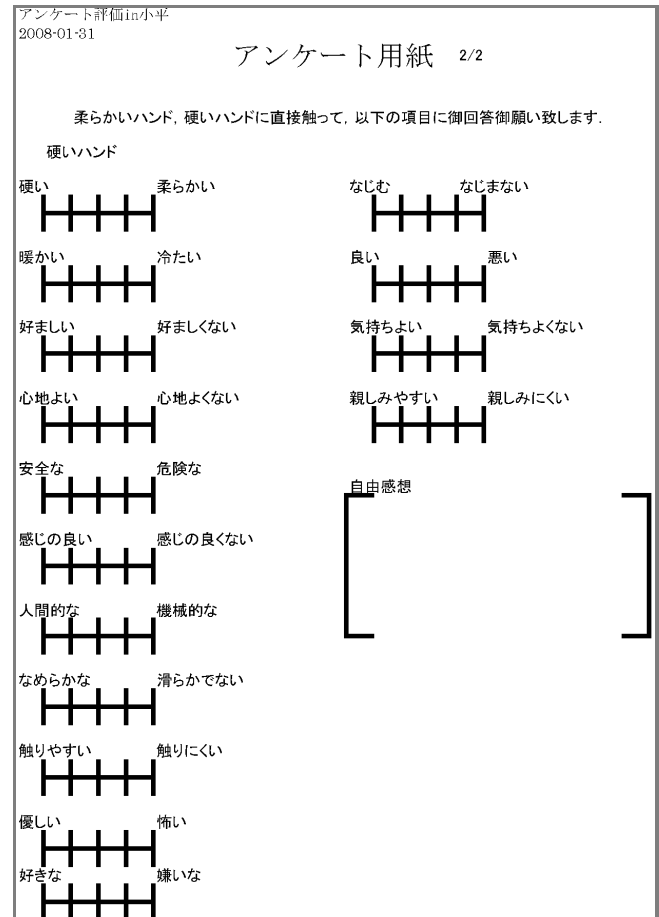 アンケート評価in小平
2008-01-31
アンケート用紙 2/2
柔らかいハンド, 硬いハンドに直接触って, 以下の項目に御回答御願い致します.
硬いハンド
硬い 柔らかい
暖かい 冷たい
好ましい 好ましくない
心地よい 心地よくない
安全な 危険な
感じの良い 感じの良くない
人間的な 機械的な
なめらかな 滑らかでない
触りやすい 触りにくい
優しい 怖い
好きな 嫌いな
なじむ なじまない
良い 悪い
気持ちよい 気持ちよくない
親しみやすい 親しみにくい
自由感想